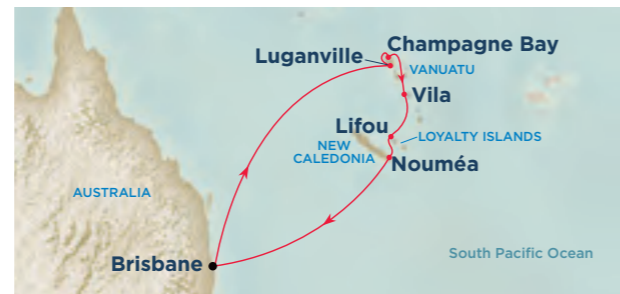 Champagne Bay
Luganville
VANUATU
Vila
Lifou
LOYALTY ISLANDS
NEW
CALEDONIA
Nouméa
AUSTRALIA
South Pacific Ocean
Brisbane